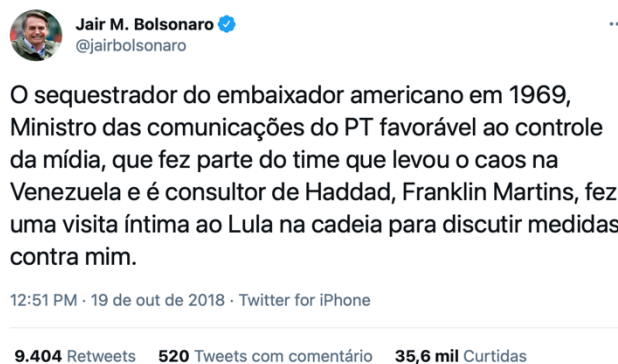 Jair M. Bolsonaro
@jairbolsonaro
O sequestrador do embaixador americano em 1969,
Ministro das comunicações do PT favorável ao controle
da mídia, que fez parte do time que levou o caos na
Venezuela e é consultor de Haddad, Franklin Martins, fez
uma visita íntima ao Lula na cadeia para discutir medidas
contra mim.
12:51 PM · 19 de out de 2018 · Twitter for iPhone
9.404 Retweets 520 Tweets com comentário 35,6 mil Curtidas